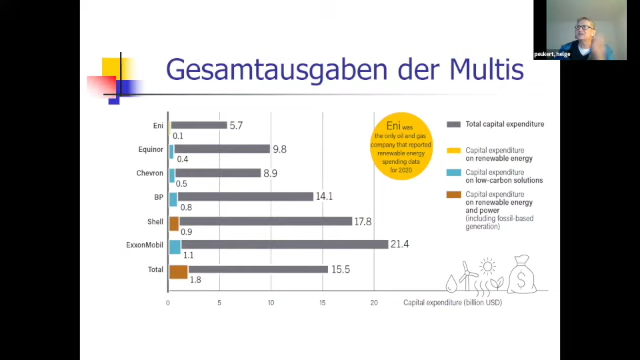 peukert, helge
Gesamtausgaben der Multis
Eni
5.7
0.1
Equinor
9.8
0.4
Chevron
8.9
0.5
BP
14.1
0.8
Shell
17.8
0.9
ExxonMobil
21.4
1.1
Total
15.5
1.8
0
5
10
15
20
Capital expenditure (billion USD)
Eni was
the only oil and gas
company that reported
renewable energy
spending data
for 2020
Total capital expenditure
Capital expenditure
on renewable energy
Capital expenditure
on low-carbon solutions
Capital expenditure
on renewable energy
and power
(including fossil-based
generation)
$